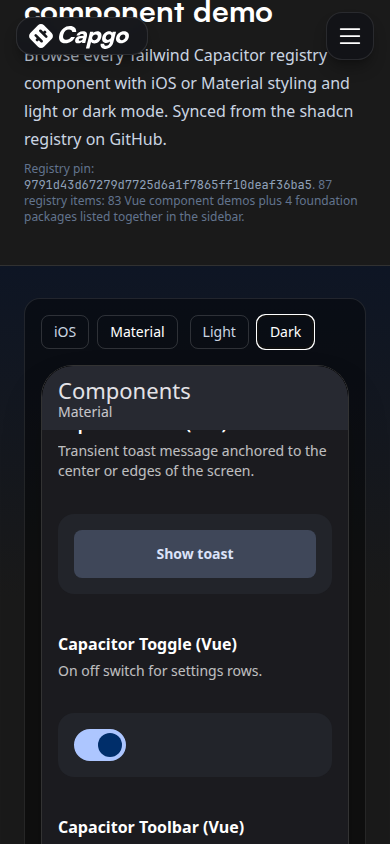 component demo
Capgo
Browse every Tailwind Capacitor registry
component with iOS or Material styling and
light or dark mode. Synced from the shadcn
registry on GitHub.
Registry pin:
9791d43d67279d7725d6a1f7865ff10deaf36ba5. 87
registry items: 83 Vue component demos plus 4 foundation
packages listed together in the sidebar.
iOS Material Light Dark
Components
Material
Transient toast message anchored to the
center or edges of the screen.
Show toast
Capacitor Toggle (Vue)
On off switch for settings rows.
Capacitor Toolbar (Vue)